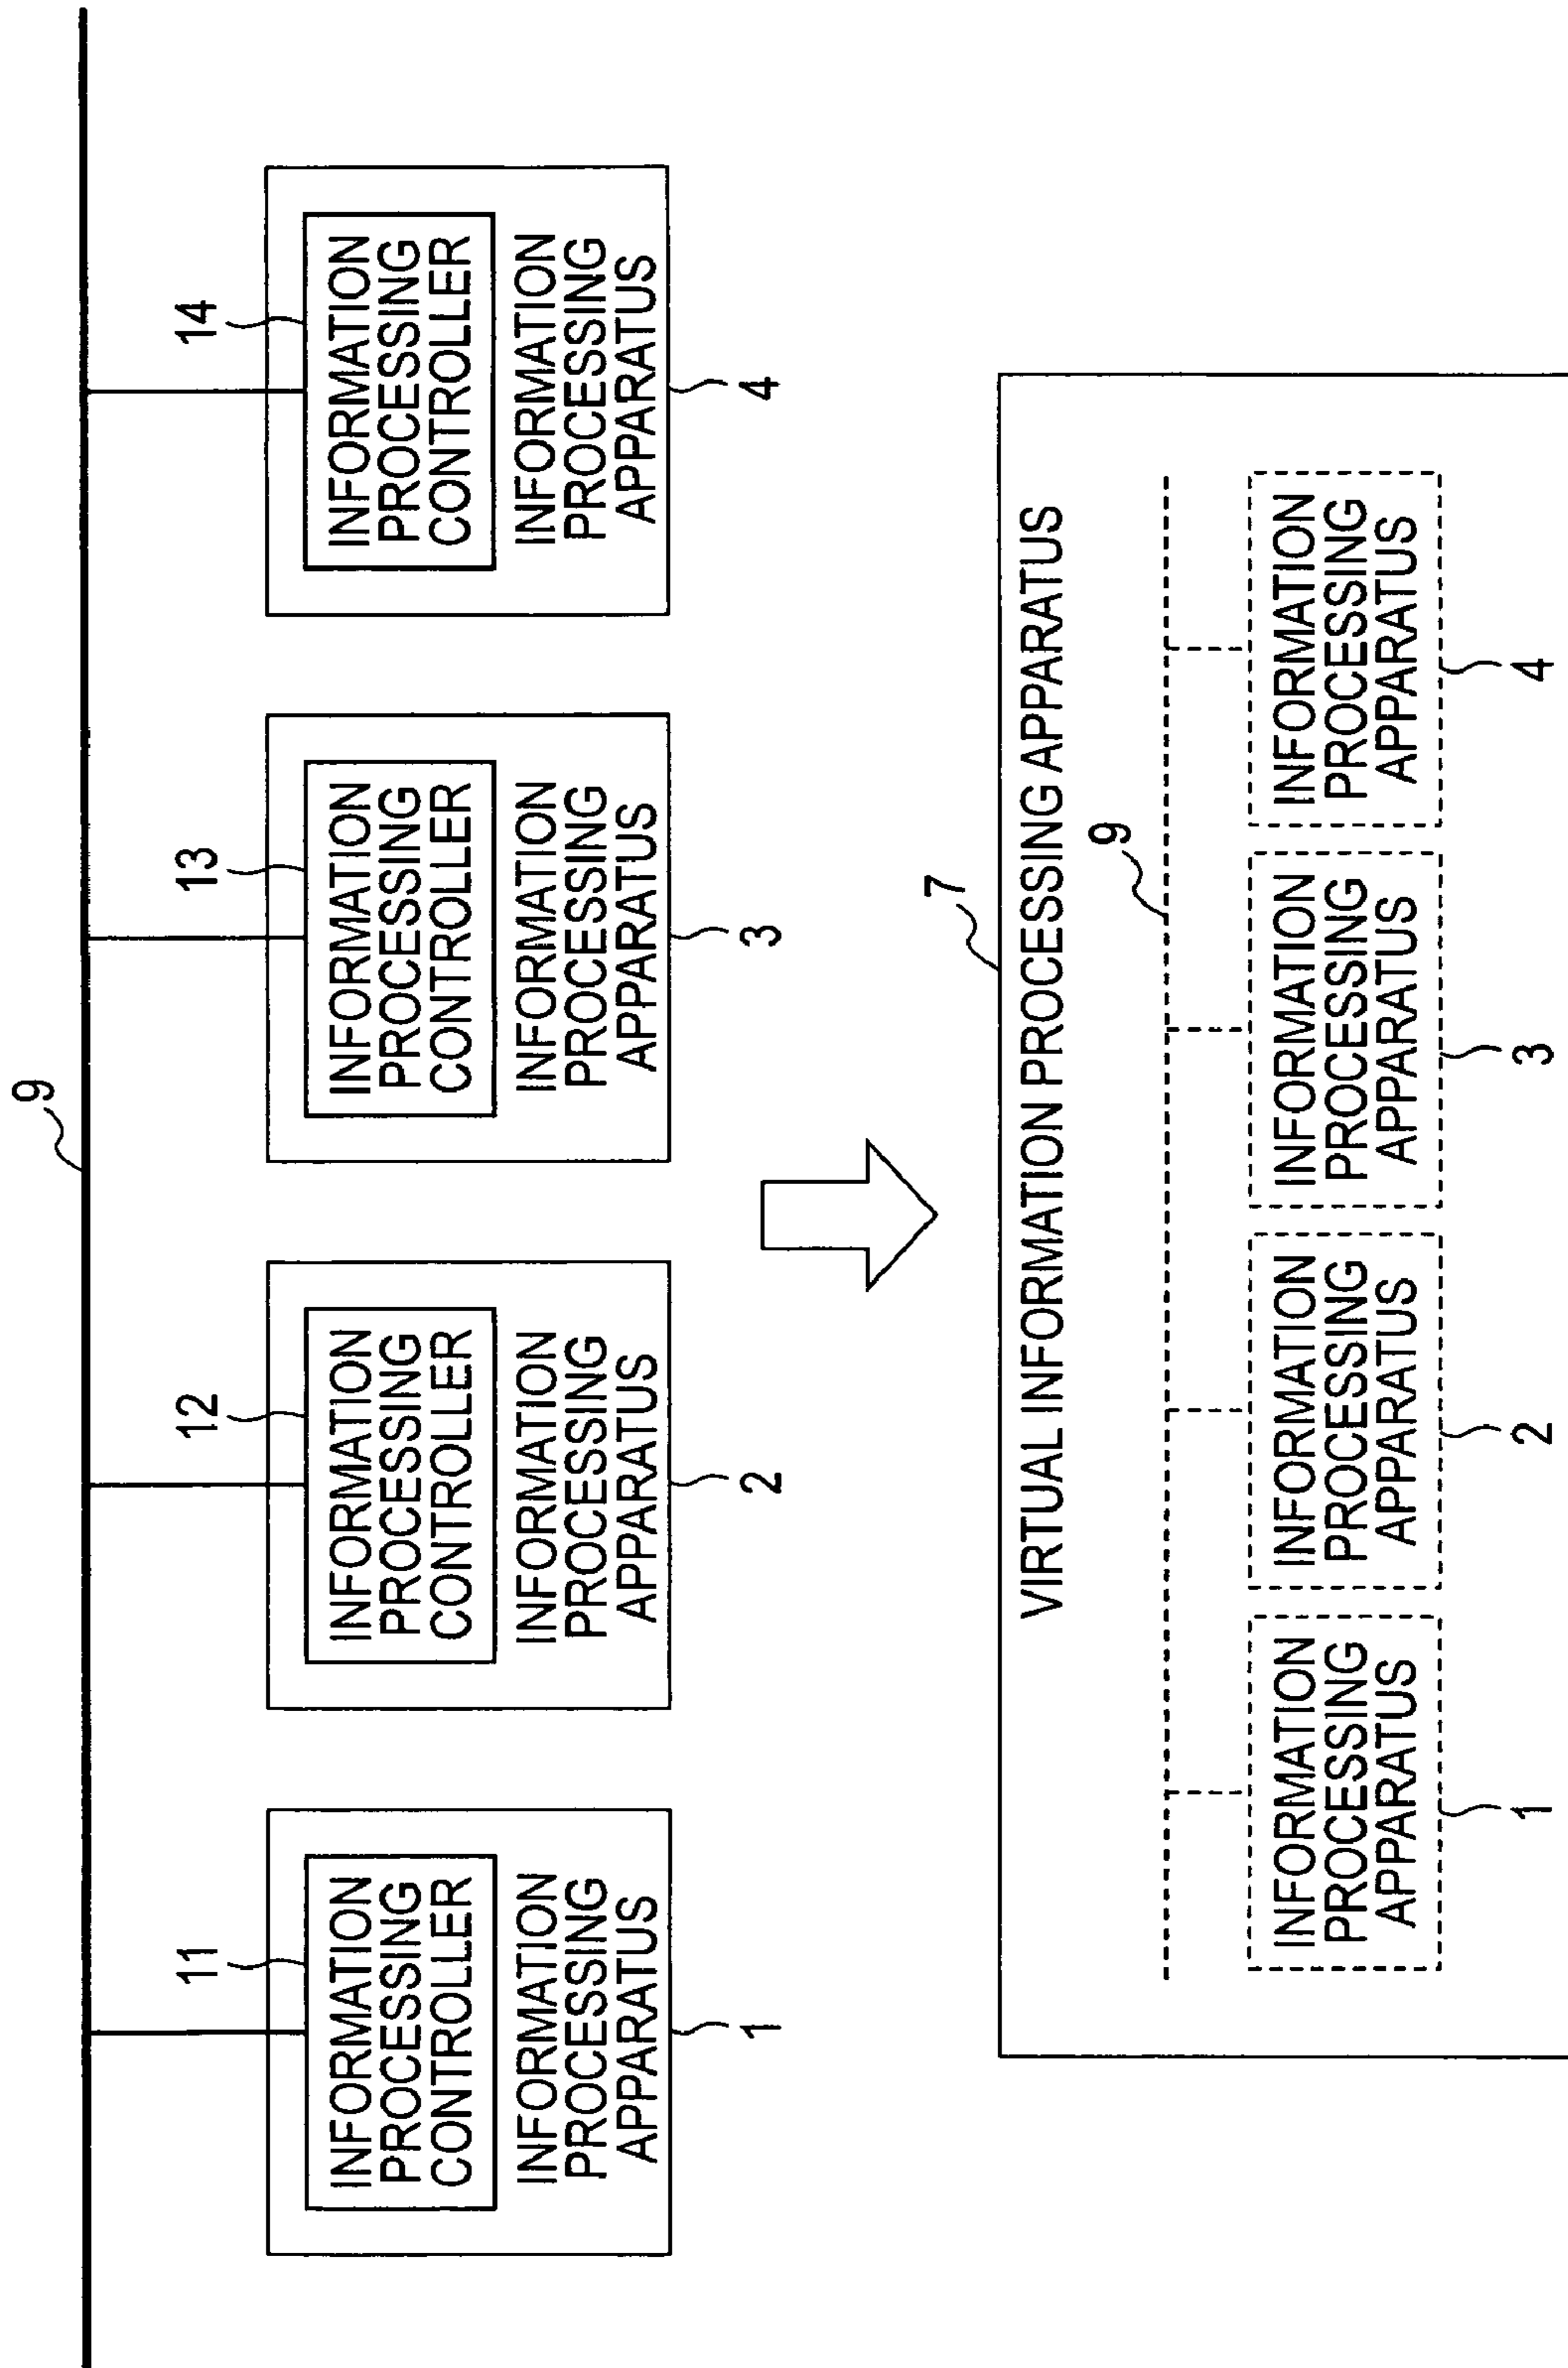 9
11
INFORMATION
PROCESSING
CONTROLLER
INFORMATION
PROCESSING
APPARATUS
1
12
INFORMATION
PROCESSING
CONTROLLER
INFORMATION
PROCESSING
APPARATUS
2
13
INFORMATION
PROCESSING
CONTROLLER
INFORMATION
PROCESSING
APPARATUS
3
14
INFORMATION
PROCESSING
CONTROLLER
INFORMATION
PROCESSING
APPARATUS
4
7
VIRTUAL INFORMATION PROCESSING APPARATUS
9
INFORMATION
PROCESSING
APPARATUS
1
INFORMATION
PROCESSING
APPARATUS
2
INFORMATION
PROCESSING
APPARATUS
3
INFORMATION
PROCESSING
APPARATUS
4